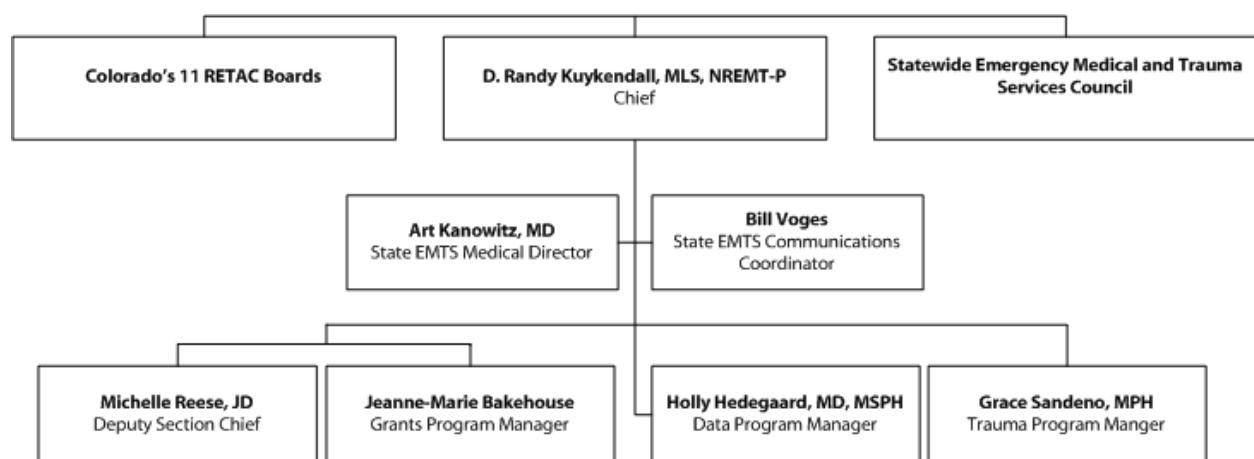 Colorado's 11 RETAC Boards
D. Randy Kuykendall, MLS, NREMT-P
Chief
Statewide Emergency Medical and Trauma
Services Council
Art Kanowitz, MD
State EMTS Medical Director
Bill Voges
State EMTS Communications
Coordinator
Michelle Reese, JD
Deputy Section Chief
Jeanne-Marie Bakehouse
Grants Program Manager
Holly Hedegaard, MD, MSPH
Data Program Manager
Grace Sandeno, MPH
Trauma Program Manger